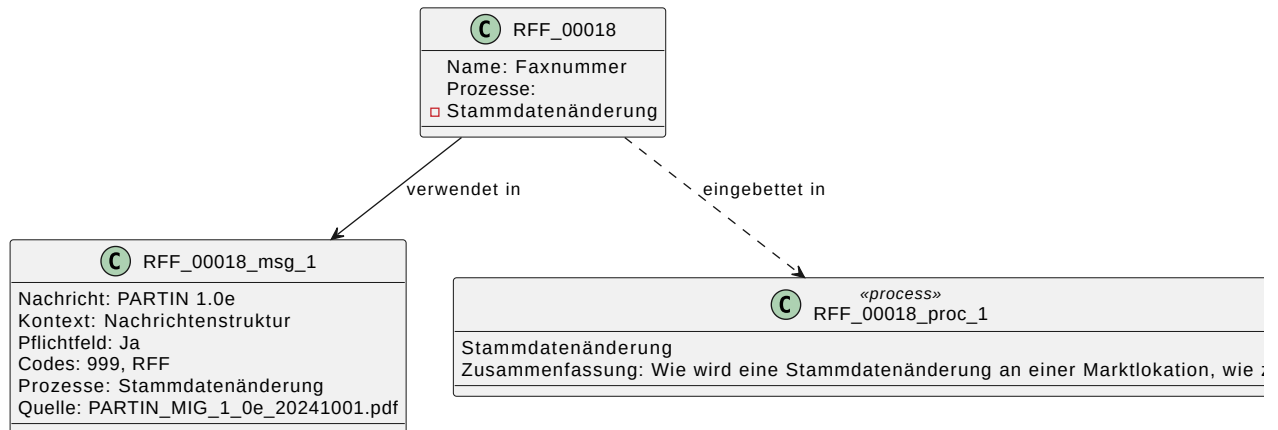 C RFF_00018
Name: Faxnummer
Prozesse:
Stammdatenänderung
verwendet in
eingebettet in
C RFF_00018_msg_1
Nachricht: PARTIN 1.0e
Kontext: Nachrichtenstruktur
Pflichtfeld: Ja
Codes: 999, RFF
Prozesse: Stammdatenänderung
Quelle: PARTIN_MIG_1_0e_20241001.pdf
«process»
C RFF_00018_proc_1
Stammdatenänderung
Zusammenfassung: Wie wird eine Stammdatenänderung an einer Marktlokation, wie